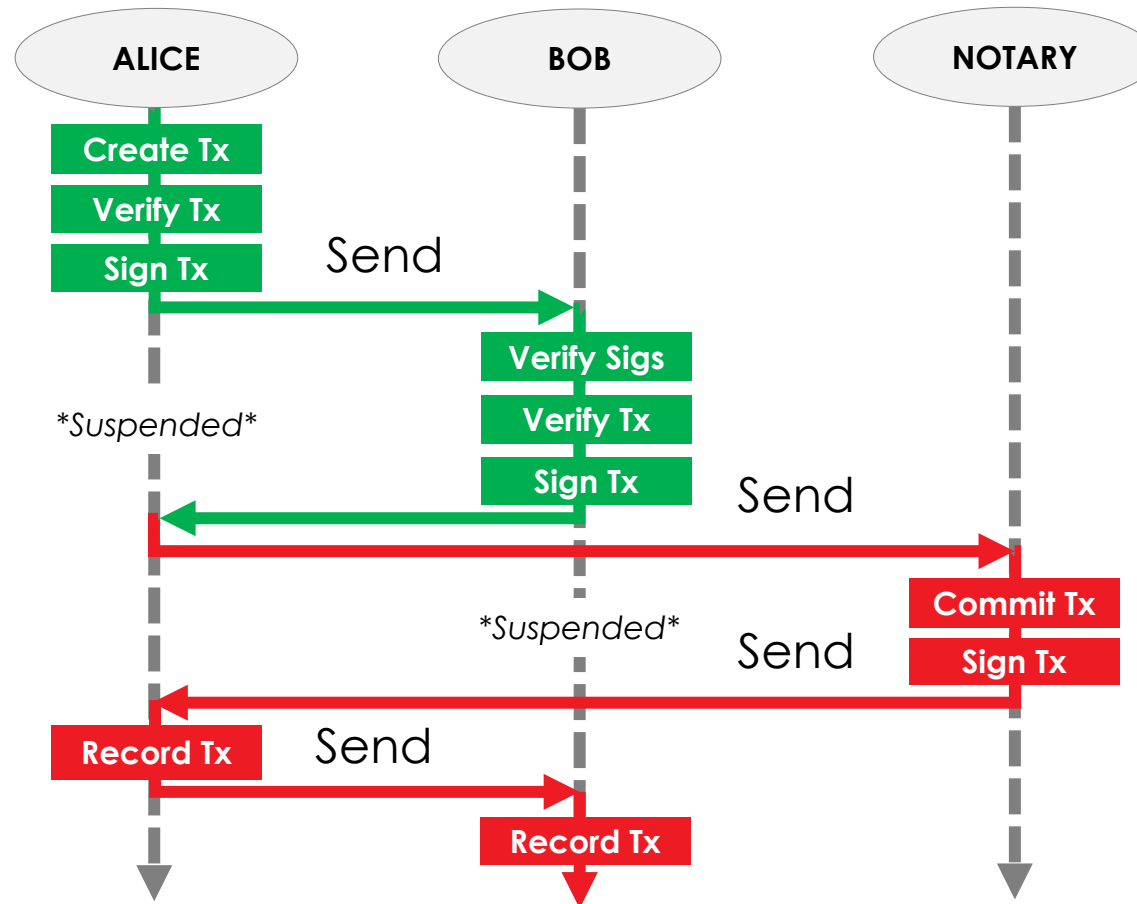 ALICE
BOB
NOTARY
Create Tx
Verify Tx
Sign Tx
Send
Verify Sigs
Verify Tx
Sign Tx
*Suspended*
Send
Commit Tx
*Suspended*
Send
Sign Tx
Record Tx
Send
Record Tx